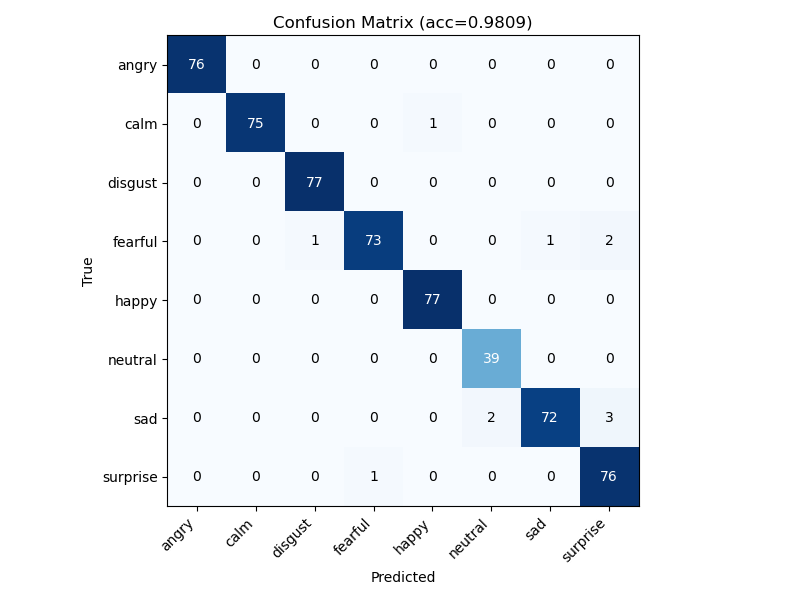 Confusion Matrix (acc=0.9809)
angry 76 0 0 0 0 0 0 0
calm 0 75 0 0 1 0 0 0
disgust 0 0 77 0 0 0 0 0
fearful 0 0 1 73 0 0 1 2
happy 0 0 0 0 77 0 0 0
neutral 0 0 0 0 0 39 0 0
sad 0 0 0 0 0 2 72 3
surprise 0 0 0 1 0 0 0 76
True
angry calm disgust fearful happy neutral sad surprise
Predicted